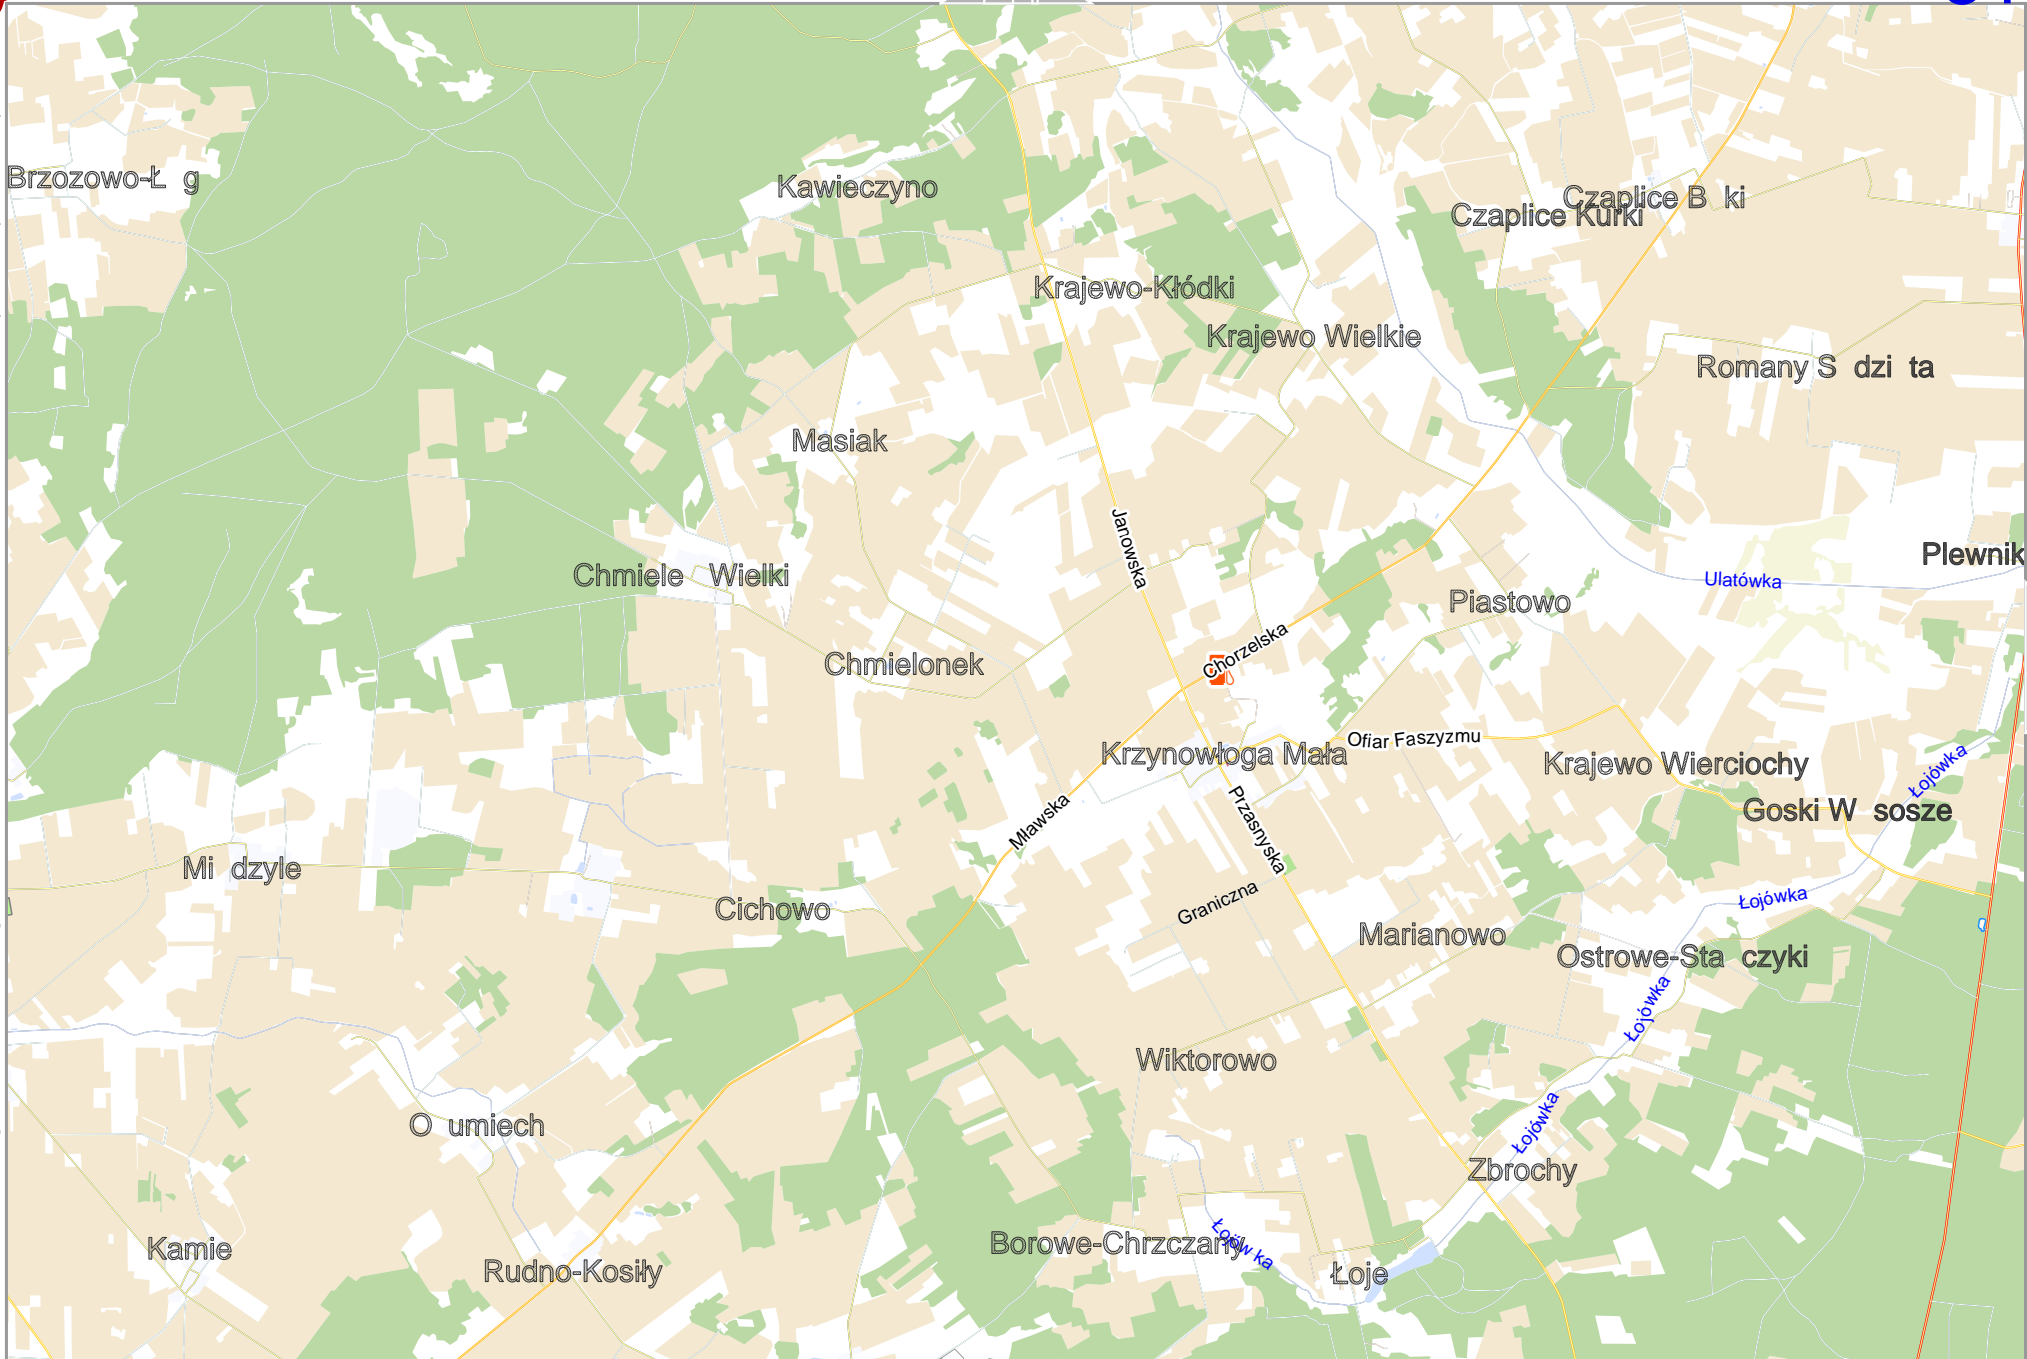 Brzozowo-Ł g
Kawieczyno
Czaplice B ki
Czaplice Kurki
Krajewo-Kłódki
Krajewo Wielkie
Romany S dzi ta
Masiak
Janowska
Plewnik
Chmiele Wielki
Ulatówka
Piastowo
Chorzelska
Chmielonek
Ofiar Faszyzmu
Krzynowłoga Mała
Krajewo Wierciochy
Łojówka
Goski W sosze
Mławska
Przasnyska
Mi dzyle
Graniczna
Łojówka
Cichowo
Marianowo
Ostrowe-Sta czyki
Łojówka
Wiktorowo
O umiech
Łojówka
Zbrochy
Kamie
Borowe-Chrzczany
Łojów ka
Rudno-Kosiły
Łoje